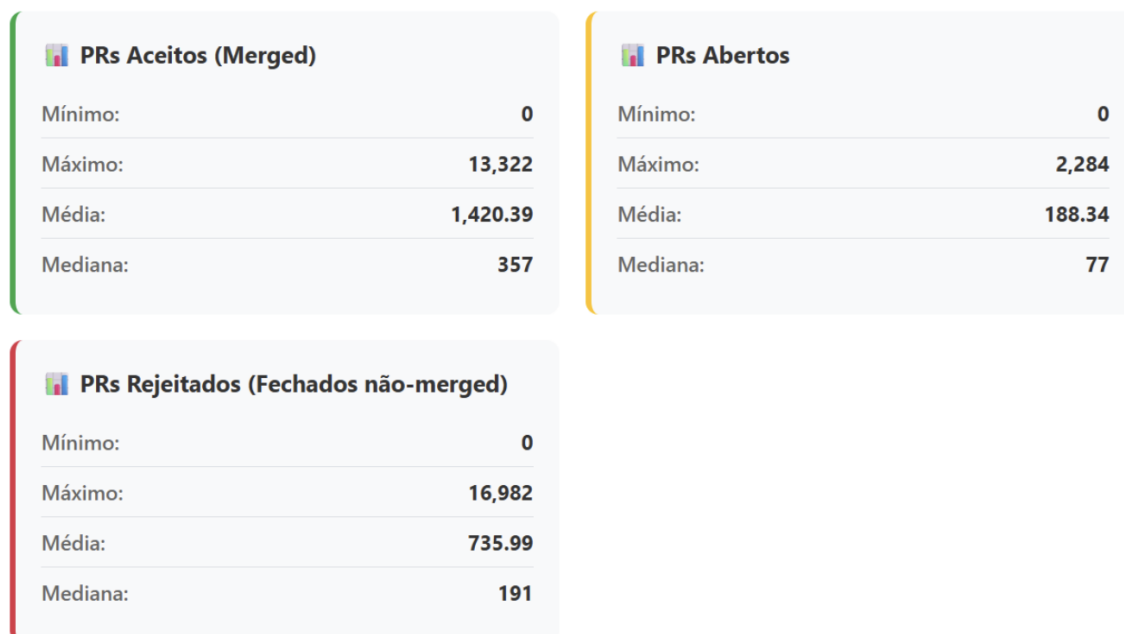 PRs Aceitos (Merged)
Mínimo: 0
Máximo: 13,322
Média: 1,420.39
Mediana: 357
PRs Abertos
Mínimo: 0
Máximo: 2,284
Média: 188.34
Mediana: 77
PRs Rejeitados (Fechados não-merged)
Mínimo: 0
Máximo: 16,982
Média: 735.99
Mediana: 191